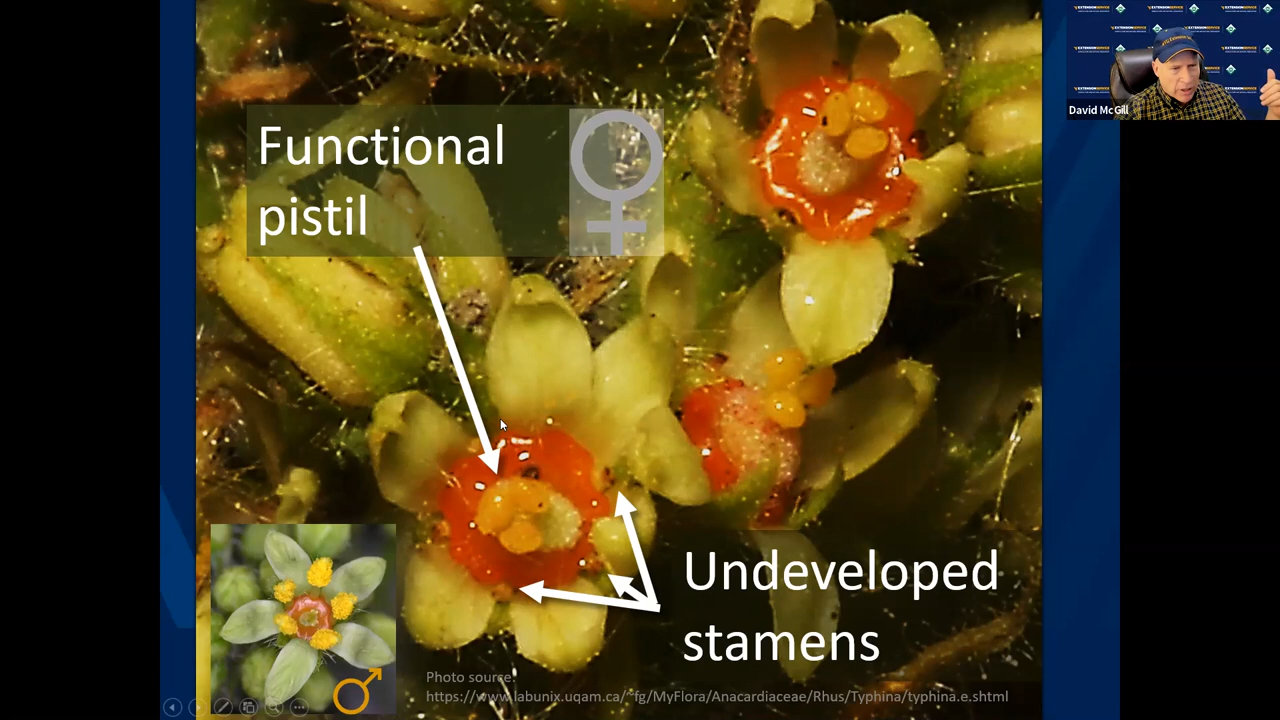 Functional
pistil
Undeveloped
stamens
Photo source:
https://www.labunix.uqam.ca/~fg/MyFlora/Anacardiaceae/Rhus/Typhina/typhina.e.shtml
David McGill